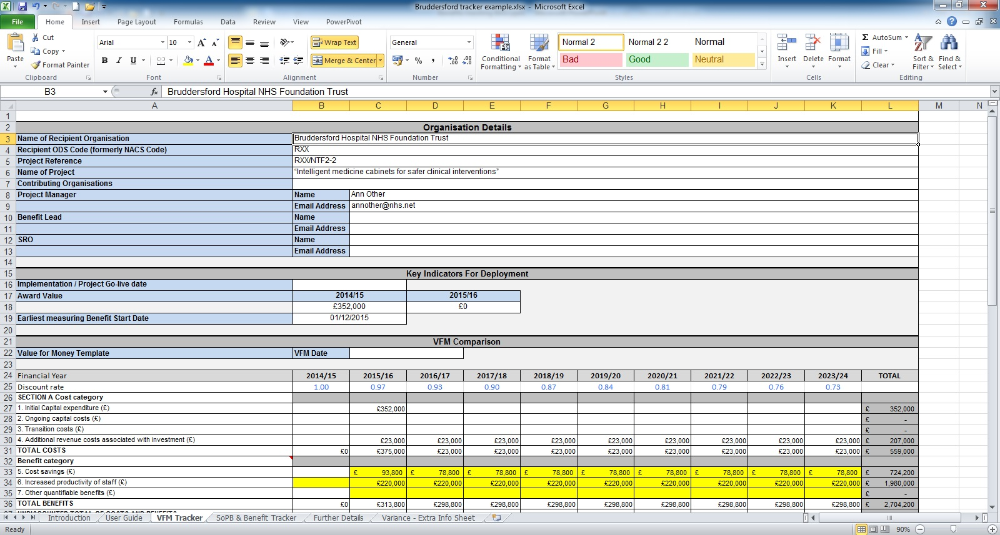 Bruddersford tracker example.xlsx - Microsoft Excel
File Home Insert Page Layout Formulas Data Review View PowerPivot
Paste Cut Copy Format Painter Clipboard
Arial 10 A A B I U A Font
Wrap Text Merge & Center Alignment
General % , .0 .00 .00 .0 Number
Conditional Formatting Format as Table Normal 2 Normal 2 2 Normal Bad Good Neutral Styles
Insert Delete Format Cells
Σ AutoSum Fill Clear Sort & Filter Find & Select Editing
B3 fx Bruddersford Hospital NHS Foundation Trust
A B C D E F G H I J K L M N
1
2 Organisation Details
3 Name of Recipient Organisation Bruddersford Hospital NHS Foundation Trust
4 Recipient ODS Code (formerly NACS Code) RXX
5 Project Reference RXX/NTF2-2
6 Name of Project “Intelligent medicine cabinets for safer clinical interventions”
7 Contributing Organisations
8 Project Manager Name Ann Other
9 Email Address annother@nhs.net
10 Benefit Lead Name
11 Email Address
12 SRO Name
13 Email Address
14
15 Key Indicators For Deployment
16 Implementation / Project Go-live date
17 Award Value 2014/15 2015/16
18 £352,000 £0
19 Earliest measuring Benefit Start Date 01/12/2015
20
21 VFM Comparison
22 Value for Money Template VFM Date
23
24 Financial Year 2014/15 2015/16 2016/17 2017/18 2018/19 2019/20 2020/21 2021/22 2022/23 2023/24 TOTAL
25 Discount rate 1.00 0.97 0.93 0.90 0.87 0.84 0.81 0.79 0.76 0.73
26 SECTION A Cost category
27 1. Initial Capital expenditure (£) £352,000 £ 352,000
28 2. Ongoing capital costs (£) £ -
29 3. Transition costs (£) £ -
30 4. Additional revenue costs associated with investment (£) £23,000 £23,000 £23,000 £23,000 £23,000 £23,000 £23,000 £23,000 £23,000 £ 207,000
31 TOTAL COSTS £0 £375,000 £23,000 £23,000 £23,000 £23,000 £23,000 £23,000 £23,000 £23,000 £ 559,000
32 Benefit category
33 5. Cost savings (£) £ 93,800 £ 78,800 £ 78,800 £ 78,800 £ 78,800 £ 78,800 £ 78,800 £ 78,800 £ 78,800 £ 724,200
34 6. Increased productivity of staff (£) £220,000 £220,000 £220,000 £220,000 £220,000 £220,000 £220,000 £220,000 £220,000 £ 1,980,000
35 7. Other quantifiable benefits (£) £ -
36 TOTAL BENEFITS £0 £313,800 £298,800 £298,800 £298,800 £298,800 £298,800 £298,800 £298,800 £298,800 £ 2,704,200
Introduction User Guide VFM Tracker SoPB & Benefit Tracker Further Details Variance - Extra Info Sheet
Ready 90%